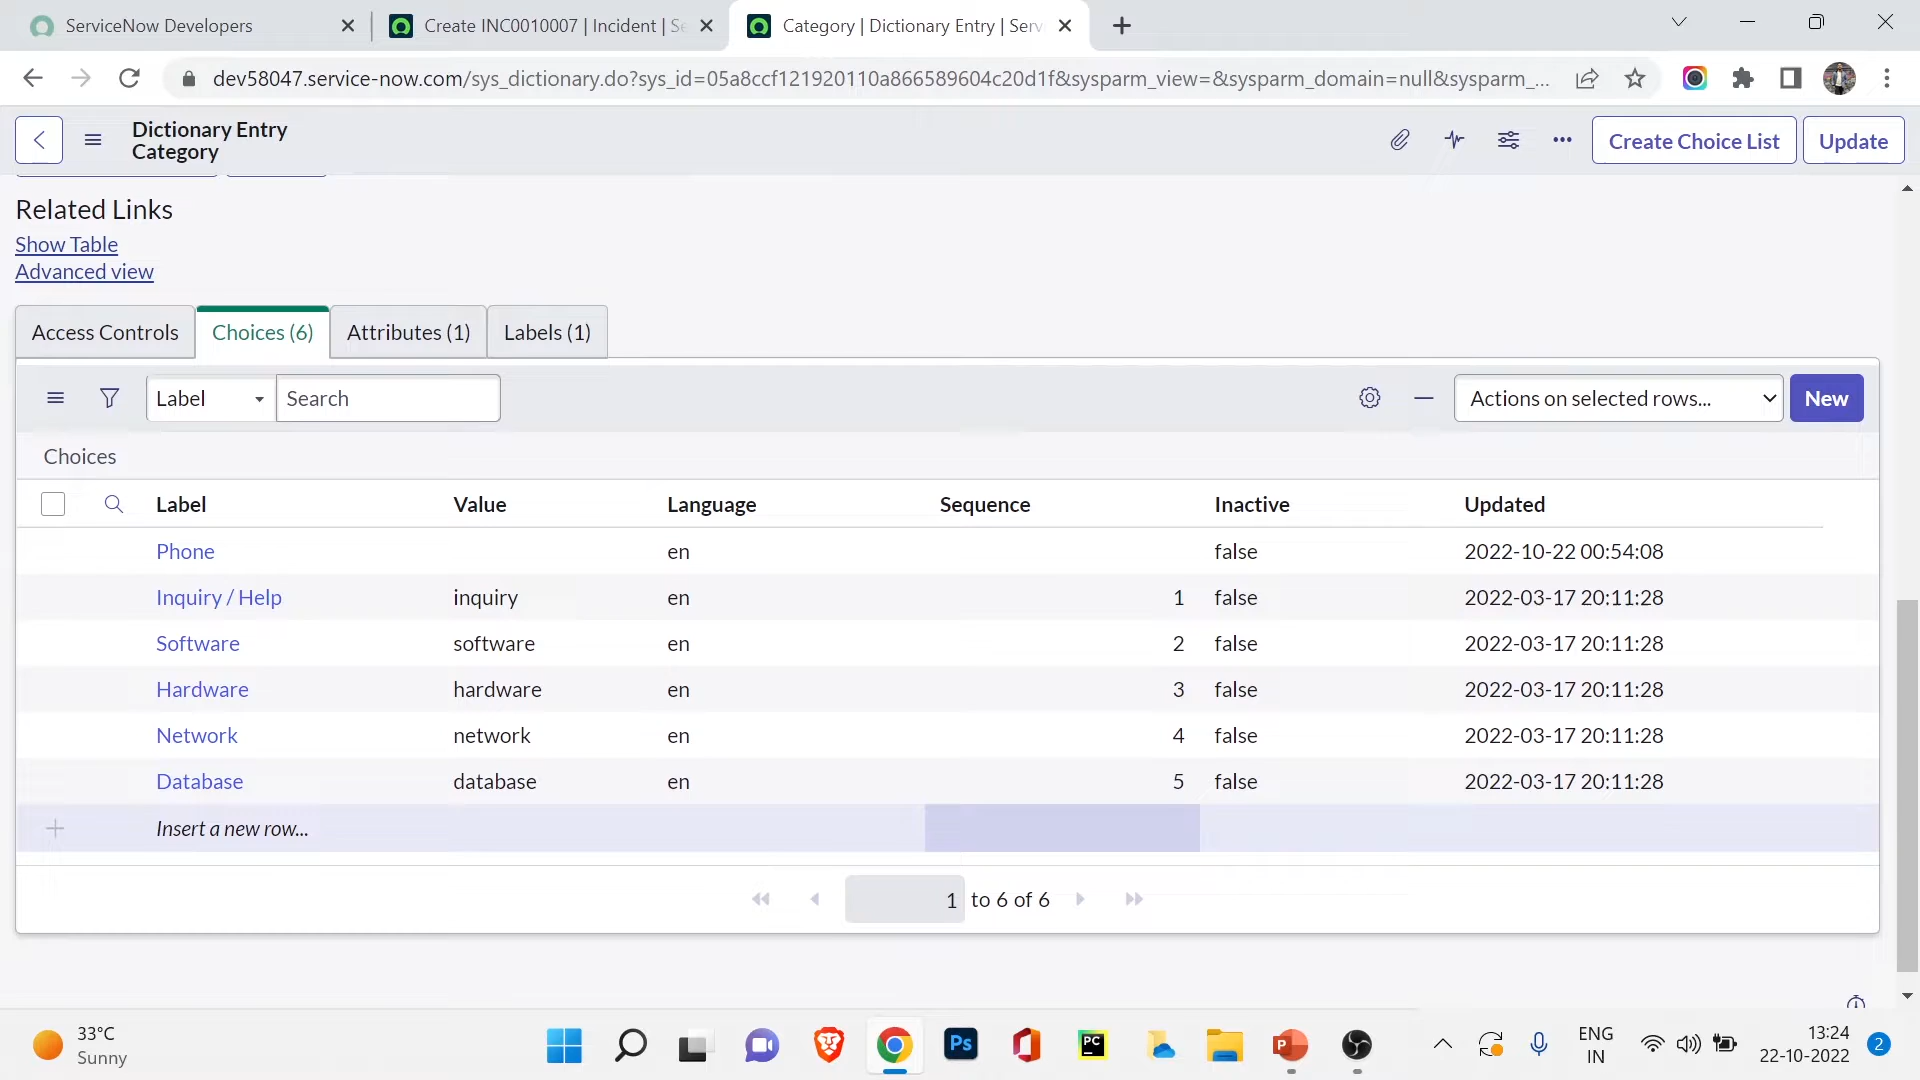 ServiceNow Developers
Create INC0010007 | Incident | Se
Category | Dictionary Entry | Serv
dev58047.service-now.com/sys_dictionary.do?sys_id=05a8ccf121920110a866589604c20d1f&sysparm_view=&sysparm_domain=null&sysparm_...
Dictionary Entry
Category
Create Choice List
Update
Related Links
Show Table
Advanced view
Access Controls
Choices (6)
Attributes (1)
Labels (1)
Label
Search
Actions on selected rows...
New
Choices
Label Value Language Sequence Inactive Updated
Phone en false 2022-10-22 00:54:08
Inquiry / Help inquiry en 1 false 2022-03-17 20:11:28
Software software en 2 false 2022-03-17 20:11:28
Hardware hardware en 3 false 2022-03-17 20:11:28
Network network en 4 false 2022-03-17 20:11:28
Database database en 5 false 2022-03-17 20:11:28
Insert a new row...
1 to 6 of 6
33°C
Sunny
Ps
PC
P
ENG
IN
13:24
22-10-2022
2